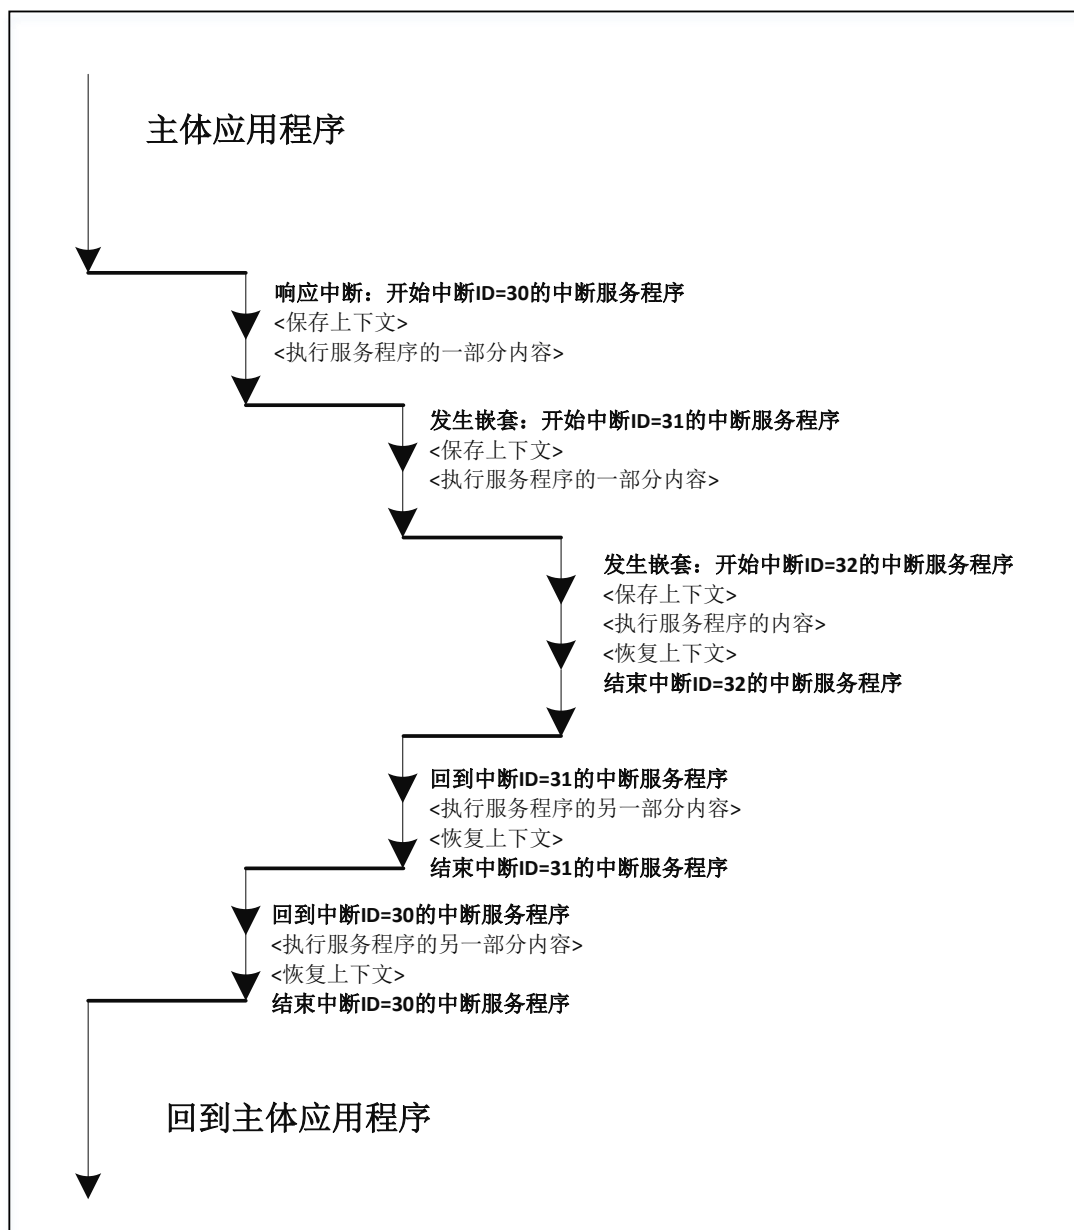 主体应用程序
响应中断：开始中断ID=30的中断服务程序
<保存上下文>
<执行服务程序的一部分内容>
发生嵌套：开始中断ID=31的中断服务程序
<保存上下文>
<执行服务程序的一部分内容>
发生嵌套：开始中断ID=32的中断服务程序
<保存上下文>
<执行服务程序的内容>
<恢复上下文>
结束中断ID=32的中断服务程序
回到中断ID=31的中断服务程序
<执行服务程序的另一部分内容>
<恢复上下文>
结束中断ID=31的中断服务程序
回到中断ID=30的中断服务程序
<执行服务程序的另一部分内容>
<恢复上下文>
结束中断ID=30的中断服务程序
回到主体应用程序